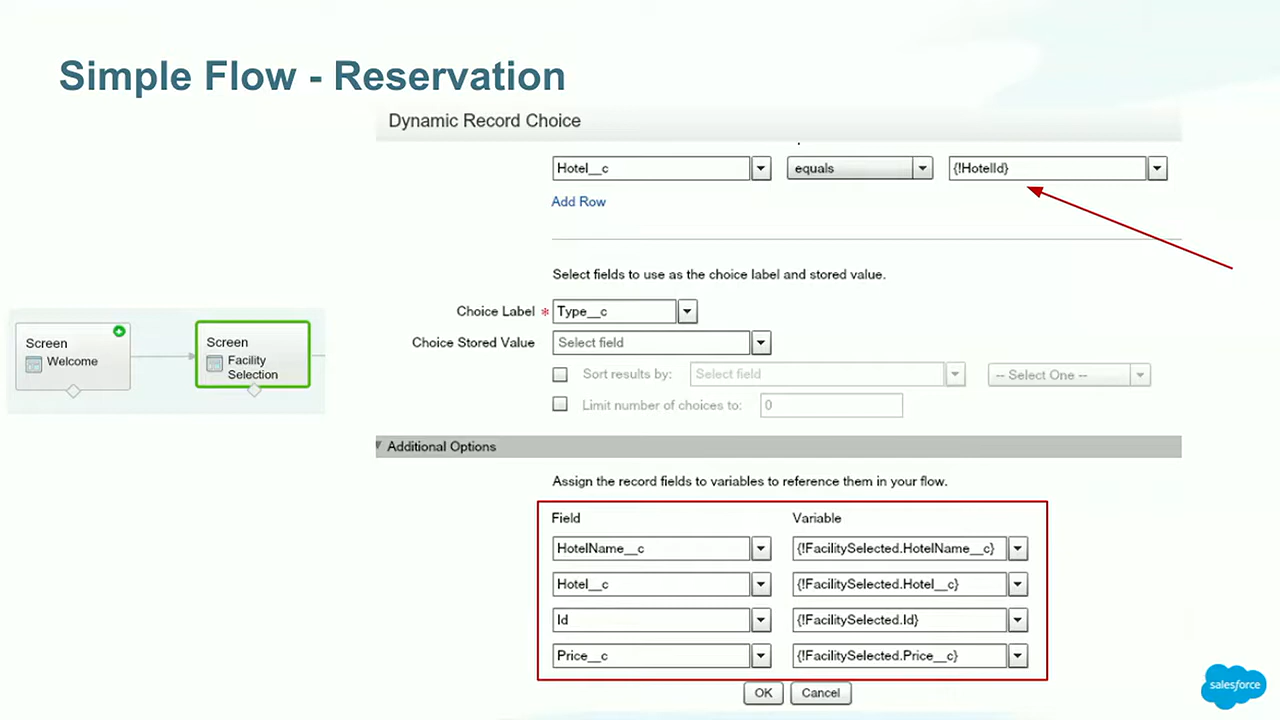 Simple Flow - Reservation
Dynamic Record Choice
Hotel__c equals {!HotelId}
Add Row
Select fields to use as the choice label and stored value.
Choice Label * Type__c
Choice Stored Value Select field
Sort results by: Select field -- Select One --
Limit number of choices to: 0
Screen
Welcome
Screen
Facility
Selection
Additional Options
Assign the record fields to variables to reference them in your flow.
Field Variable
HotelName__c {!FacilitySelected.HotelName__c}
Hotel__c {!FacilitySelected.Hotel__c}
Id {!FacilitySelected.Id}
Price__c {!FacilitySelected.Price__c}
OK Cancel
salesforce